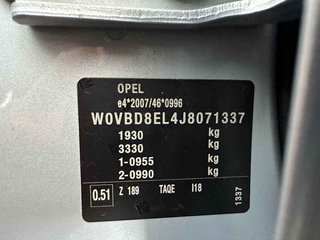 OPEL
e4*2007/46*0996
W0VBD8EL4J8071337
1930 kg
3330 kg
1-0955 kg
2-0990 kg
0.51 Z 189 TAQE I18
1337